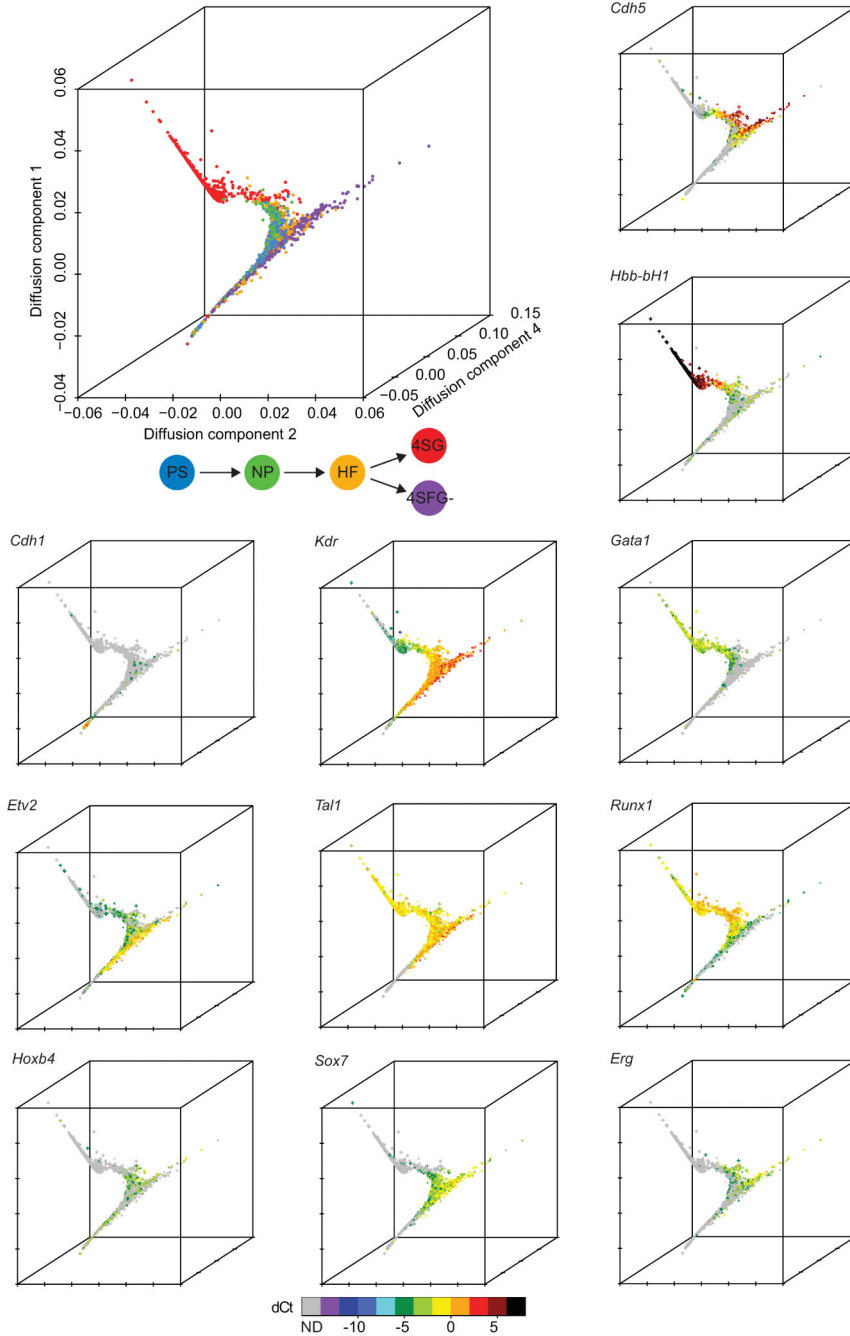 Cdh5
0.06
0.04
0.02
0.00
−0.02
−0.04
Diffusion component 1
−0.06
−0.04
−0.02
0.00
0.02
0.04
0.06
Diffusion component 2
−0.05
0.00
0.05
0.10
0.15
Diffusion component 4
Hbb-bH1
PS
NP
HF
4SG
4SFG-
Cdh1
Kdr
Gata1
Etv2
Tal1
Runx1
Hoxb4
Sox7
Erg
dCt
ND -10 -5 0 5